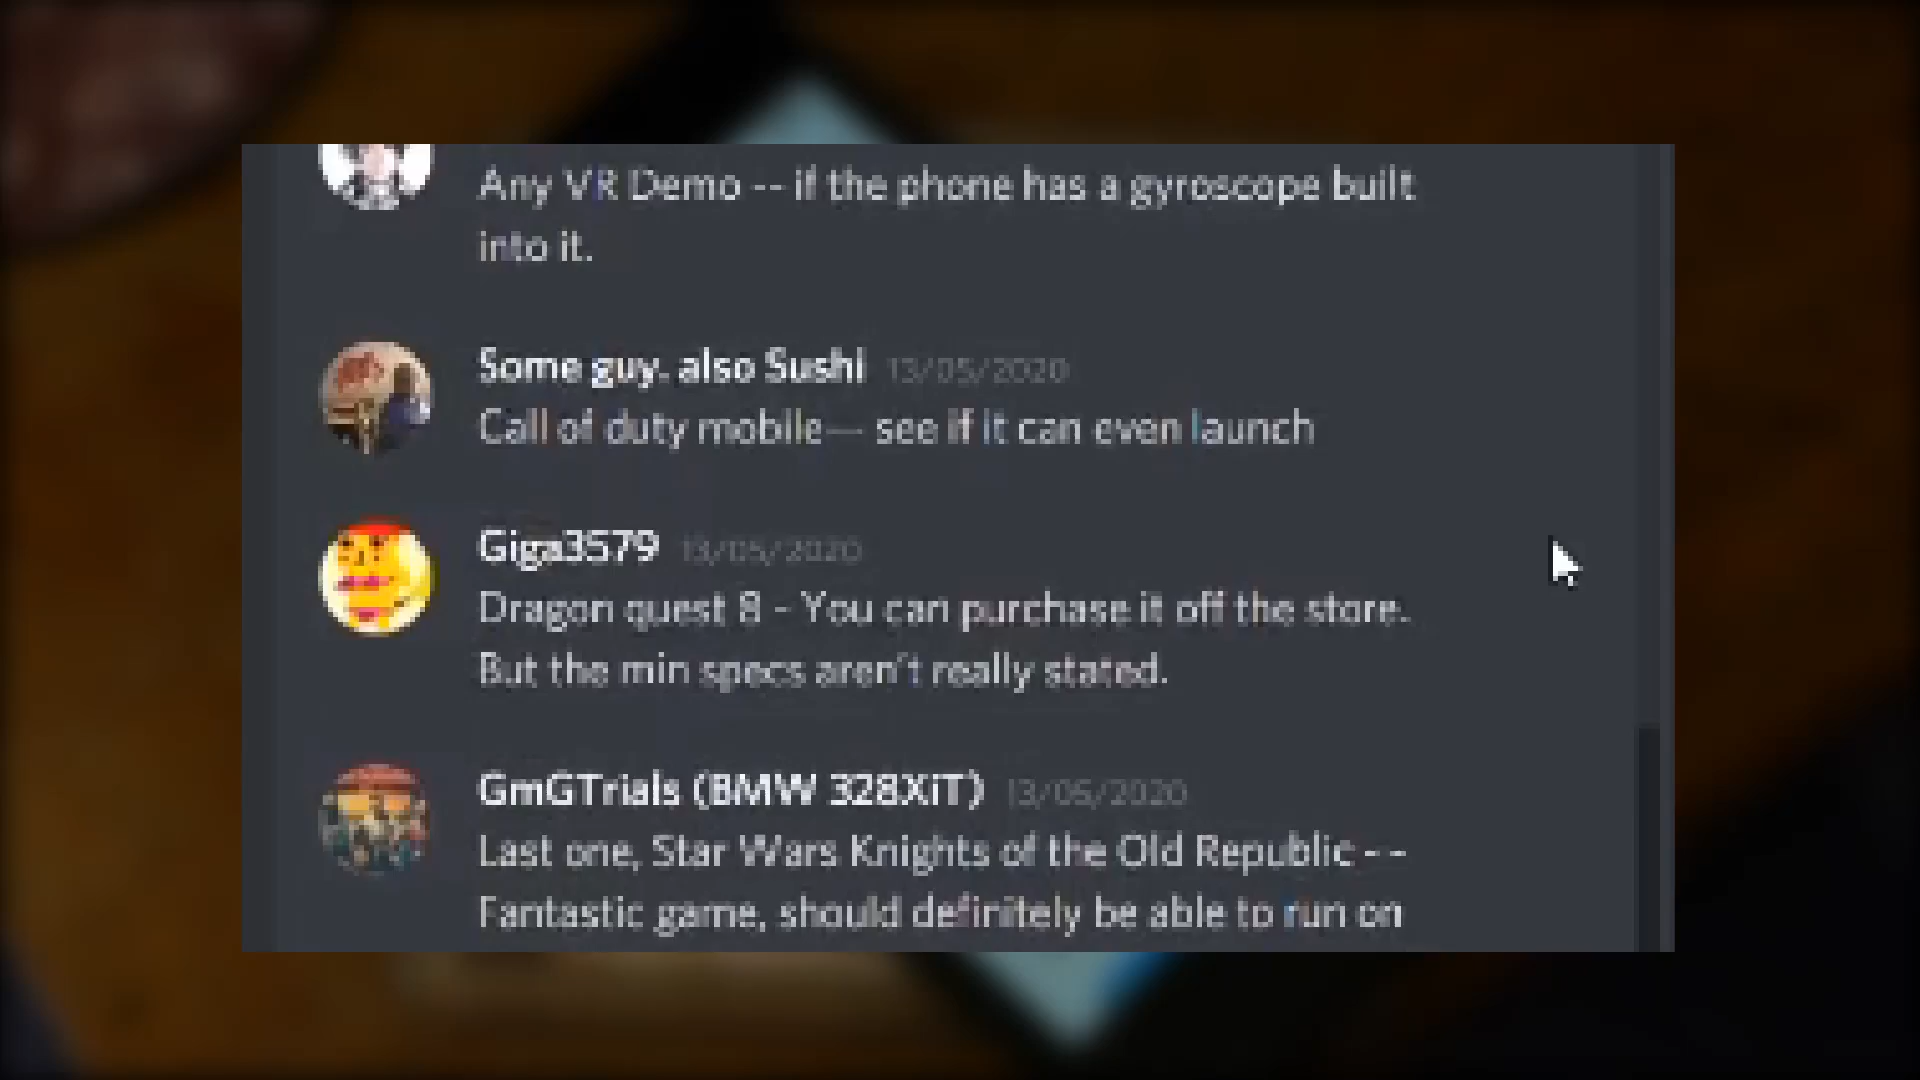 Any VR Demo -- if the phone has a gyroscope built
into it.
Some guy. also Sushi 13/05/2020
Call of duty mobile-- see if it can even launch
Giga3579 13/05/2020
Dragon quest 8 - You can purchase it off the store.
But the min specs aren't really stated.
GmGTrials (BMW 328XiT) 13/05/2020
Last one, Star Wars Knights of the Old Republic - -
Fantastic game, should definitely be able to run on